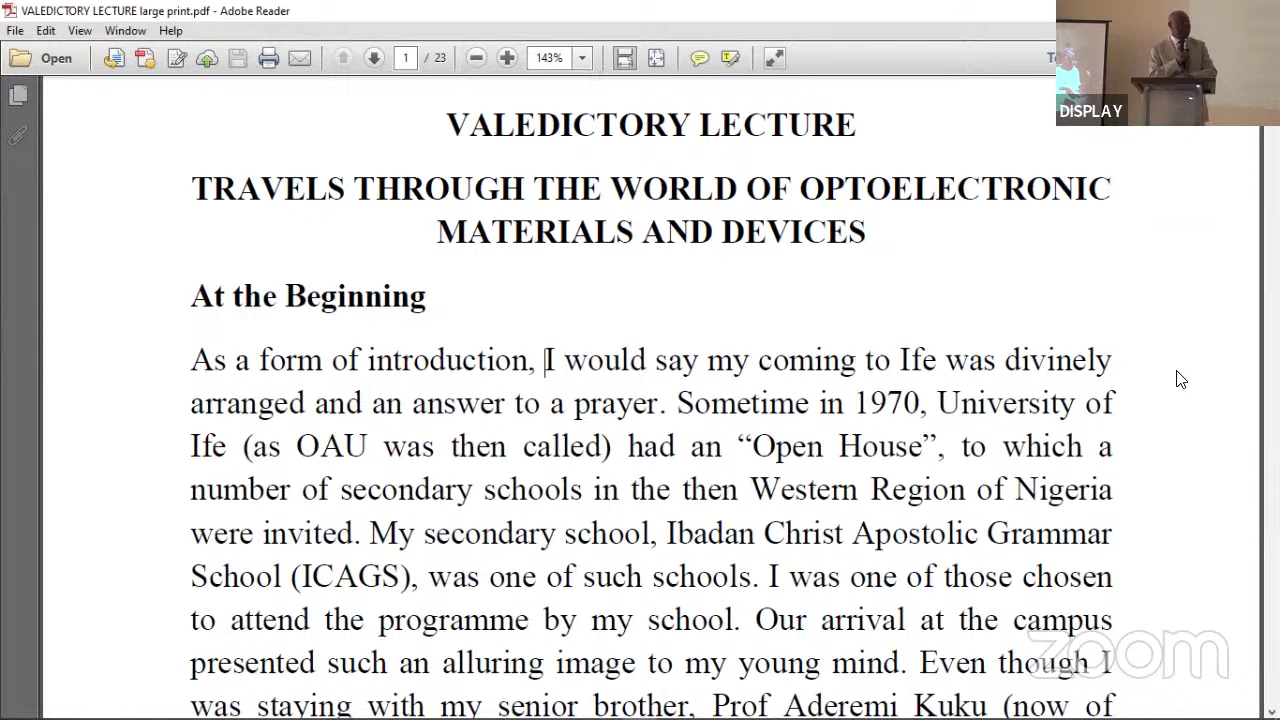 VALEDICTORY LECTURE large print.pdf - Adobe Reader
File Edit View Window Help
Open 1 / 23 143%
DISPLAY
VALEDICTORY LECTURE
TRAVELS THROUGH THE WORLD OF OPTOELECTRONIC
MATERIALS AND DEVICES
At the Beginning
As a form of introduction, I would say my coming to Ife was divinely
arranged and an answer to a prayer. Sometime in 1970, University of
Ife (as OAU was then called) had an “Open House”, to which a
number of secondary schools in the then Western Region of Nigeria
were invited. My secondary school, Ibadan Christ Apostolic Grammar
School (ICAGS), was one of such schools. I was one of those chosen
to attend the programme by my school. Our arrival at the campus
presented such an alluring image to my young mind. Even though I
was staying with my senior brother, Prof Aderemi Kuku (now of
zoom